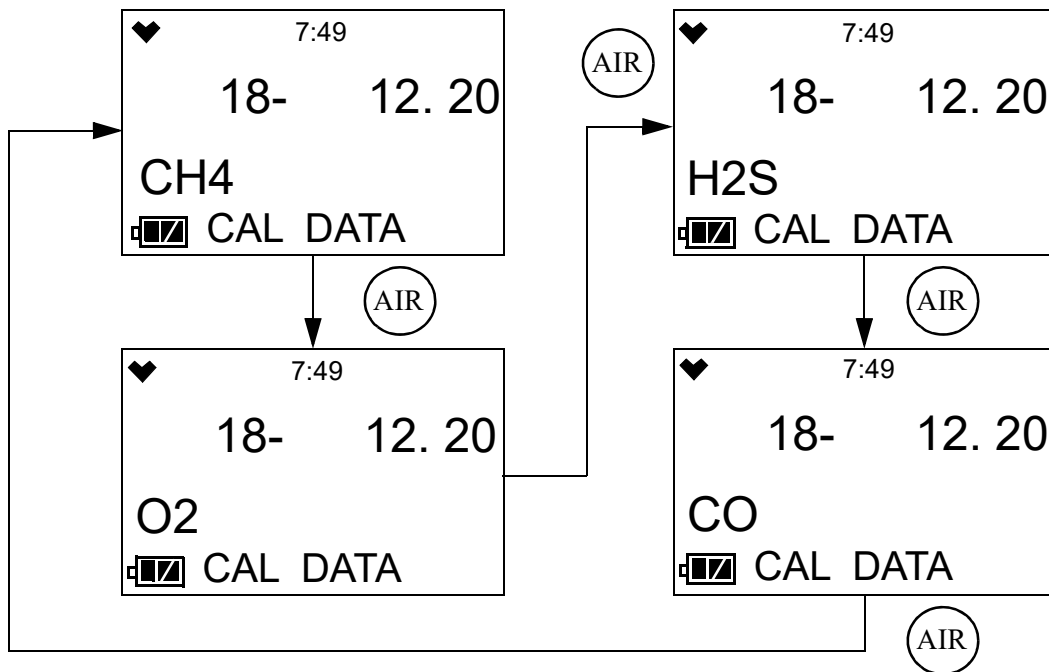 7:49
18- 12. 20
CH4
CAL DATA
AIR
7:49
18- 12. 20
O2
CAL DATA
AIR
7:49
18- 12. 20
H2S
CAL DATA
AIR
7:49
18- 12. 20
CO
CAL DATA
AIR